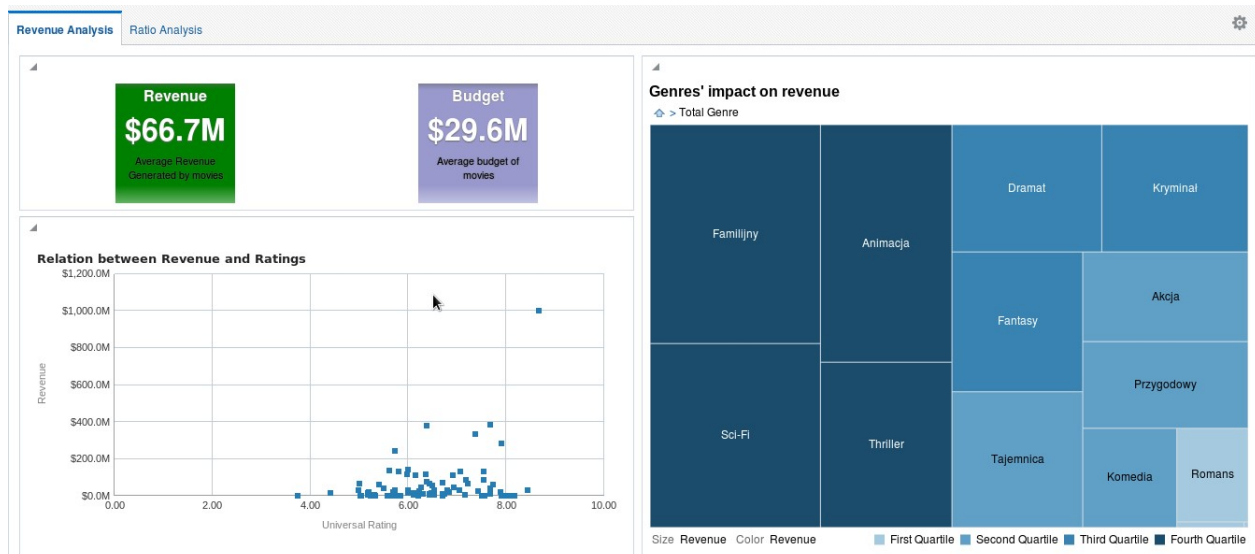 Revenue Analysis
Ratio Analysis
Revenue
$66.7M
Average Revenue
Generated by movies
Budget
$29.6M
Average budget of
movies
Relation between Revenue and Ratings
$1,200.0M
$1,000.0M
$800.0M
$600.0M
$400.0M
$200.0M
$0.0M
Revenue
0.00 2.00 4.00 6.00 8.00 10.00
Universal Rating
Genres' impact on revenue
> Total Genre
Familijny
Animacja
Dramat
Kryminał
Fantasy
Akcja
Przygodowy
Sci-Fi
Thriller
Tajemnica
Komedia
Romans
Size Revenue Color Revenue
First Quartile Second Quartile Third Quartile Fourth Quartile